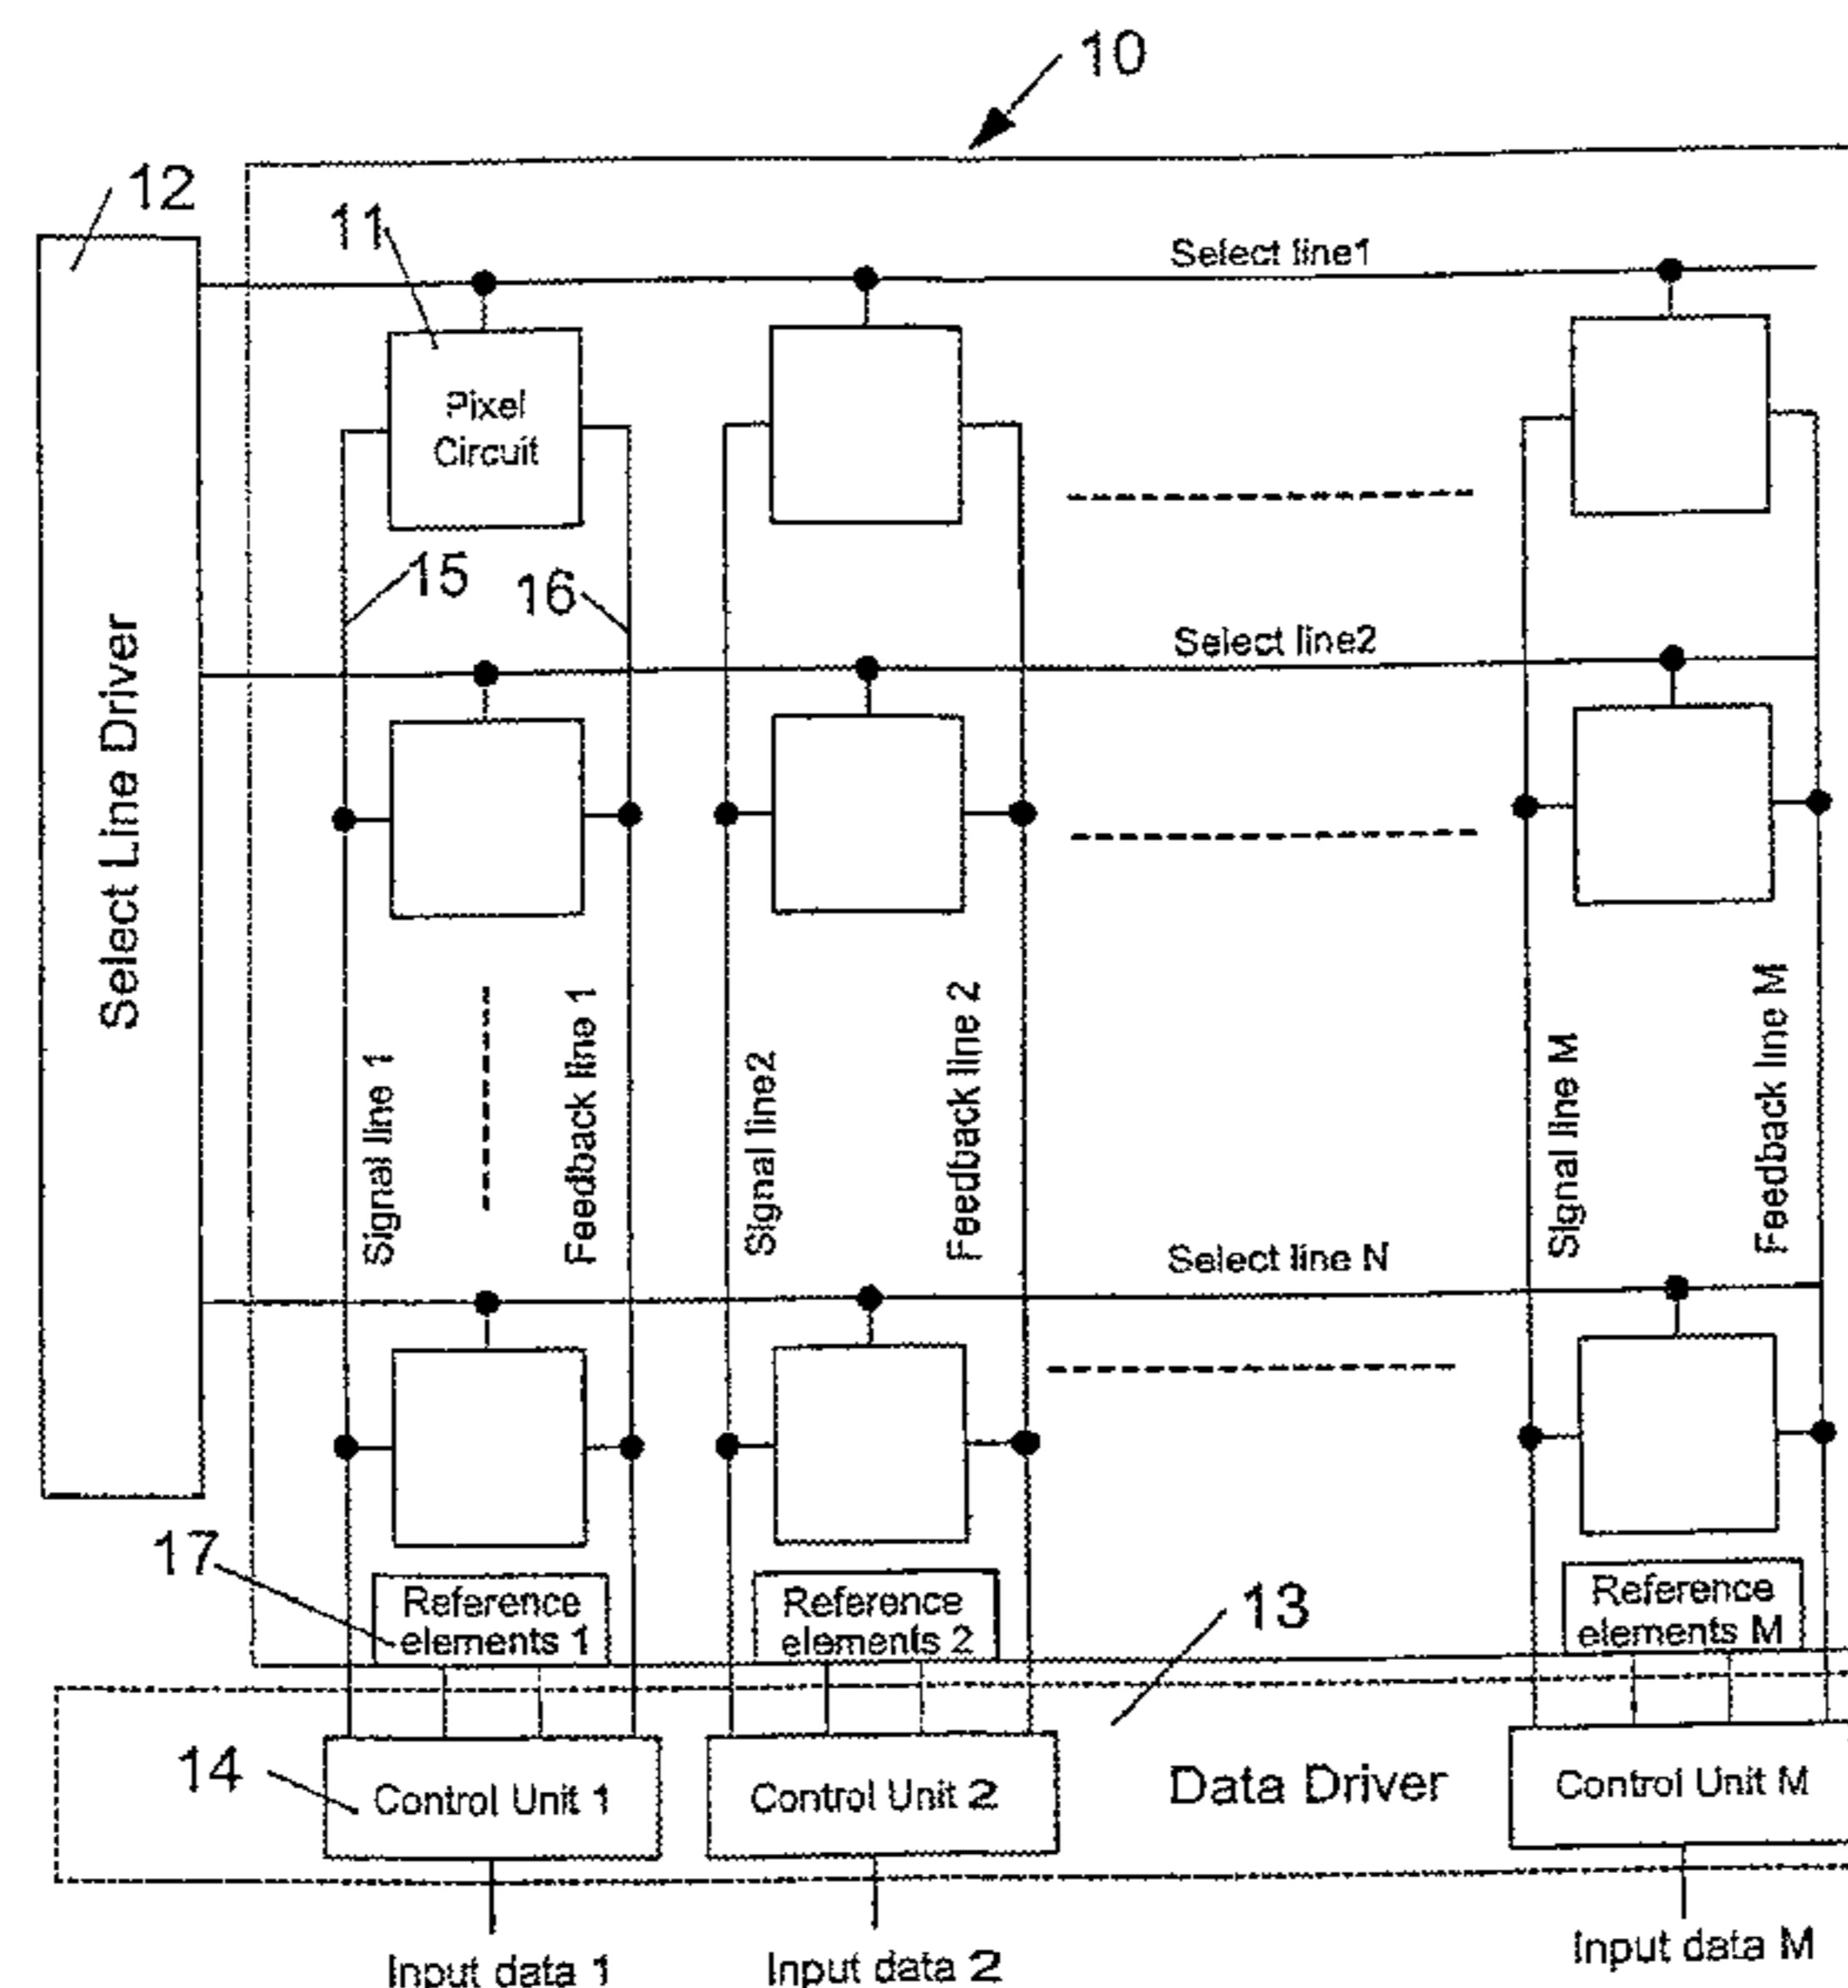 10
12
11
Select line1
Pixel
Circuit
15
16
Select line2
Select Line Driver
Signal line 1
Feedback line 1
Signal line2
Feedback line 2
Signal line M
Feedback line M
Select line N
17
Reference
elements 1
Reference
elements 2
Reference
elements M
13
14
Control Unit 1
Control Unit 2
Data Driver
Control Unit M
Input data 1
Input data 2
Input data M